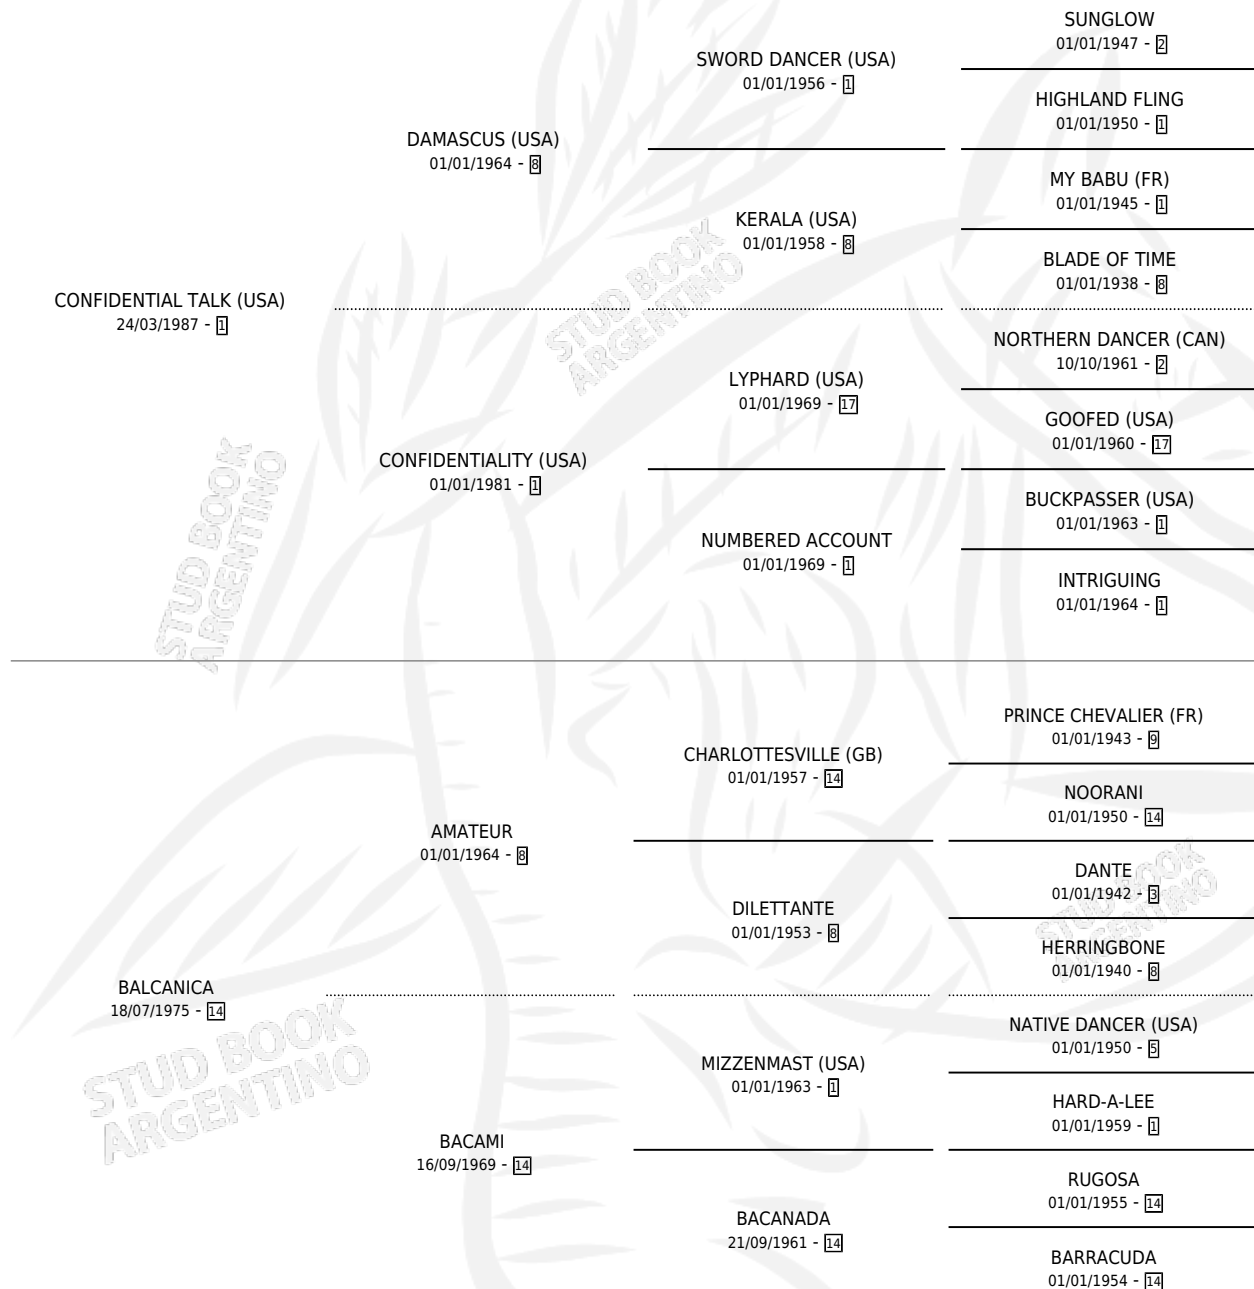 SUNGLOW
01/01/1947 - 2
SWORD DANCER (USA)
01/01/1956 - 1
HIGHLAND FLING
01/01/1950 - 1
DAMASCUS (USA)
01/01/1964 - 8
MY BABU (FR)
01/01/1945 - 1
KERALA (USA)
01/01/1958 - 8
BLADE OF TIME
01/01/1938 - 8
CONFIDENTIAL TALK (USA)
24/03/1987 - 1
NORTHERN DANCER (CAN)
10/10/1961 - 2
LYPHARD (USA)
01/01/1969 - 17
GOOFED (USA)
01/01/1960 - 17
CONFIDENTIALITY (USA)
01/01/1981 - 1
BUCKPASSER (USA)
01/01/1963 - 1
NUMBERED ACCOUNT
01/01/1969 - 1
INTRIGUING
01/01/1964 - 1
PRINCE CHEVALIER (FR)
01/01/1943 - 9
CHARLOTTESVILLE (GB)
01/01/1957 - 14
NOORANI
01/01/1950 - 14
AMATEUR
01/01/1964 - 8
DANTE
01/01/1942 - 3
DILETTANTE
01/01/1953 - 8
HERRINGBONE
01/01/1940 - 8
BALCANICA
18/07/1975 - 14
NATIVE DANCER (USA)
01/01/1950 - 5
MIZZENMAST (USA)
01/01/1963 - 1
HARD-A-LEE
01/01/1959 - 1
BACAMI
16/09/1969 - 14
RUGOSA
01/01/1955 - 14
BACANADA
21/09/1961 - 14
BARRACUDA
01/01/1954 - 14
STUD BOOK
ARGENTINO
STUD BOOK
ARGENTINO
STUD BOOK
ARGENTINO
STUD BOOK
ARGENTINO